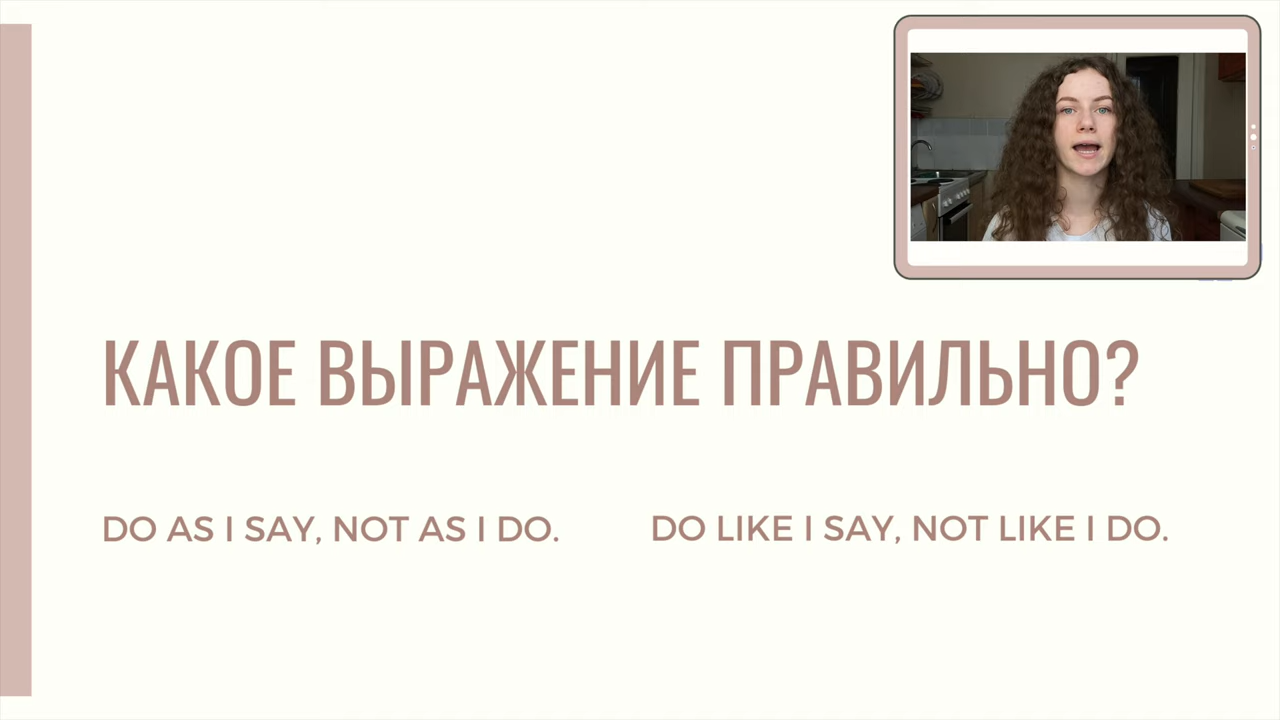 КАКОЕ ВЫРАЖЕНИЕ ПРАВИЛЬНО?
DO AS I SAY, NOT AS I DO.
DO LIKE I SAY, NOT LIKE I DO.